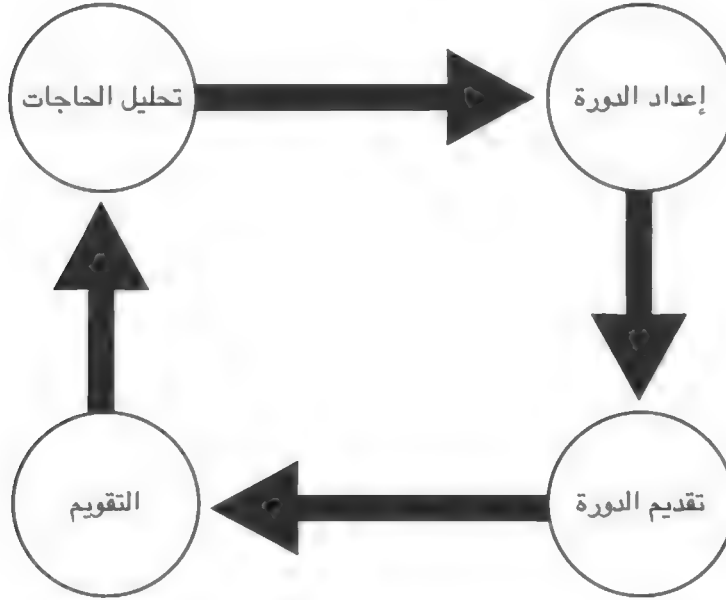 إعداد الدورة
تحليل الحاجات
تقديم الدورة
التقويم